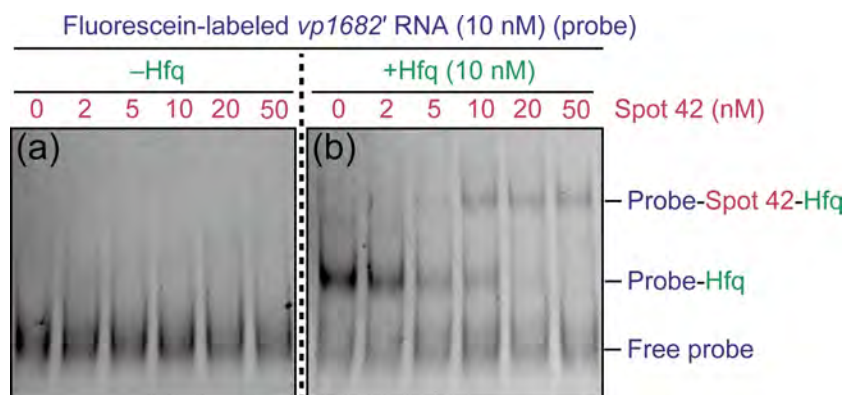 Fluorescein-labeled vp1682′ RNA (10 nM) (probe)
–Hfq +Hfq (10 nM)
0 2 5 10 20 50 0 2 5 10 20 50 Spot 42 (nM)
(a) (b)
Probe-Spot 42-Hfq
Probe-Hfq
Free probe